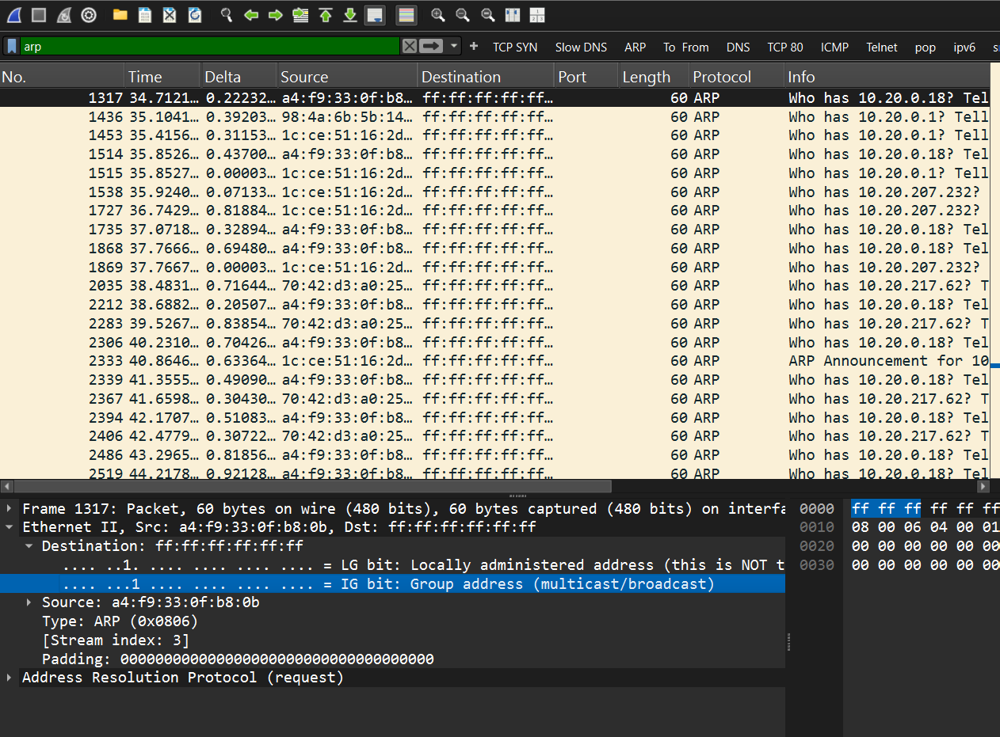 arp
TCP SYN Slow DNS ARP To From DNS TCP 80 ICMP Telnet pop ipv6
No. Time Delta Source Destination Port Length Protocol Info
1317 34.7121… 0.22232… a4:f9:33:0f:b8… ff:ff:ff:ff:ff… 60 ARP Who has 10.20.0.18? Tel
1436 35.1041… 0.39203… 98:4a:6b:5b:14… ff:ff:ff:ff:ff… 60 ARP Who has 10.20.0.1? Tell
1453 35.4156… 0.31153… 1c:ce:51:16:2d… ff:ff:ff:ff:ff… 60 ARP Who has 10.20.0.1? Tell
1514 35.8526… 0.43700… a4:f9:33:0f:b8… ff:ff:ff:ff:ff… 60 ARP Who has 10.20.0.18? Tel
1515 35.8527… 0.00003… 1c:ce:51:16:2d… ff:ff:ff:ff:ff… 60 ARP Who has 10.20.0.1? Tell
1538 35.9240… 0.07133… 1c:ce:51:16:2d… ff:ff:ff:ff:ff… 60 ARP Who has 10.20.207.232?
1727 36.7429… 0.81884… 1c:ce:51:16:2d… ff:ff:ff:ff:ff… 60 ARP Who has 10.20.207.232?
1735 37.0718… 0.32894… a4:f9:33:0f:b8… ff:ff:ff:ff:ff… 60 ARP Who has 10.20.0.18? Tel
1868 37.7666… 0.69480… a4:f9:33:0f:b8… ff:ff:ff:ff:ff… 60 ARP Who has 10.20.0.18? Tel
1869 37.7667… 0.00003… 1c:ce:51:16:2d… ff:ff:ff:ff:ff… 60 ARP Who has 10.20.207.232?
2035 38.4831… 0.71644… 70:42:d3:a0:25… ff:ff:ff:ff:ff… 60 ARP Who has 10.20.217.62? T
2212 38.6882… 0.20507… a4:f9:33:0f:b8… ff:ff:ff:ff:ff… 60 ARP Who has 10.20.0.18? Tel
2283 39.5267… 0.83854… 70:42:d3:a0:25… ff:ff:ff:ff:ff… 60 ARP Who has 10.20.217.62? T
2306 40.2310… 0.70426… a4:f9:33:0f:b8… ff:ff:ff:ff:ff… 60 ARP Who has 10.20.0.18? Tel
2333 40.8646… 0.63364… 1c:ce:51:16:2d… ff:ff:ff:ff:ff… 60 ARP ARP Announcement for 10
2339 41.3555… 0.49090… a4:f9:33:0f:b8… ff:ff:ff:ff:ff… 60 ARP Who has 10.20.0.18? Tel
2367 41.6598… 0.30430… 70:42:d3:a0:25… ff:ff:ff:ff:ff… 60 ARP Who has 10.20.217.62? T
2394 42.1707… 0.51083… a4:f9:33:0f:b8… ff:ff:ff:ff:ff… 60 ARP Who has 10.20.0.18? Tel
2406 42.4779… 0.30722… 70:42:d3:a0:25… ff:ff:ff:ff:ff… 60 ARP Who has 10.20.217.62? T
2486 43.2965… 0.81856… a4:f9:33:0f:b8… ff:ff:ff:ff:ff… 60 ARP Who has 10.20.0.18? Tel
2519 44.2178… 0.92128… a4:f9:33:0f:b8… ff:ff:ff:ff:ff… 60 ARP Who has 10.20.0.18? Tel
Frame 1317: Packet, 60 bytes on wire (480 bits), 60 bytes captured (480 bits) on interfa
Ethernet II, Src: a4:f9:33:0f:b8:0b, Dst: ff:ff:ff:ff:ff:ff
Destination: ff:ff:ff:ff:ff:ff
.... ..1. .... .... .... .... = LG bit: Locally administered address (this is NOT t
.... ...1 .... .... .... .... = IG bit: Group address (multicast/broadcast)
Source: a4:f9:33:0f:b8:0b
Type: ARP (0x0806)
[Stream index: 3]
Padding: 000000000000000000000000000000000000
Address Resolution Protocol (request)
0000 ff ff ff ff ff ff
0010 08 00 06 04 00 01
0020 00 00 00 00 00 00
0030 00 00 00 00 00 00